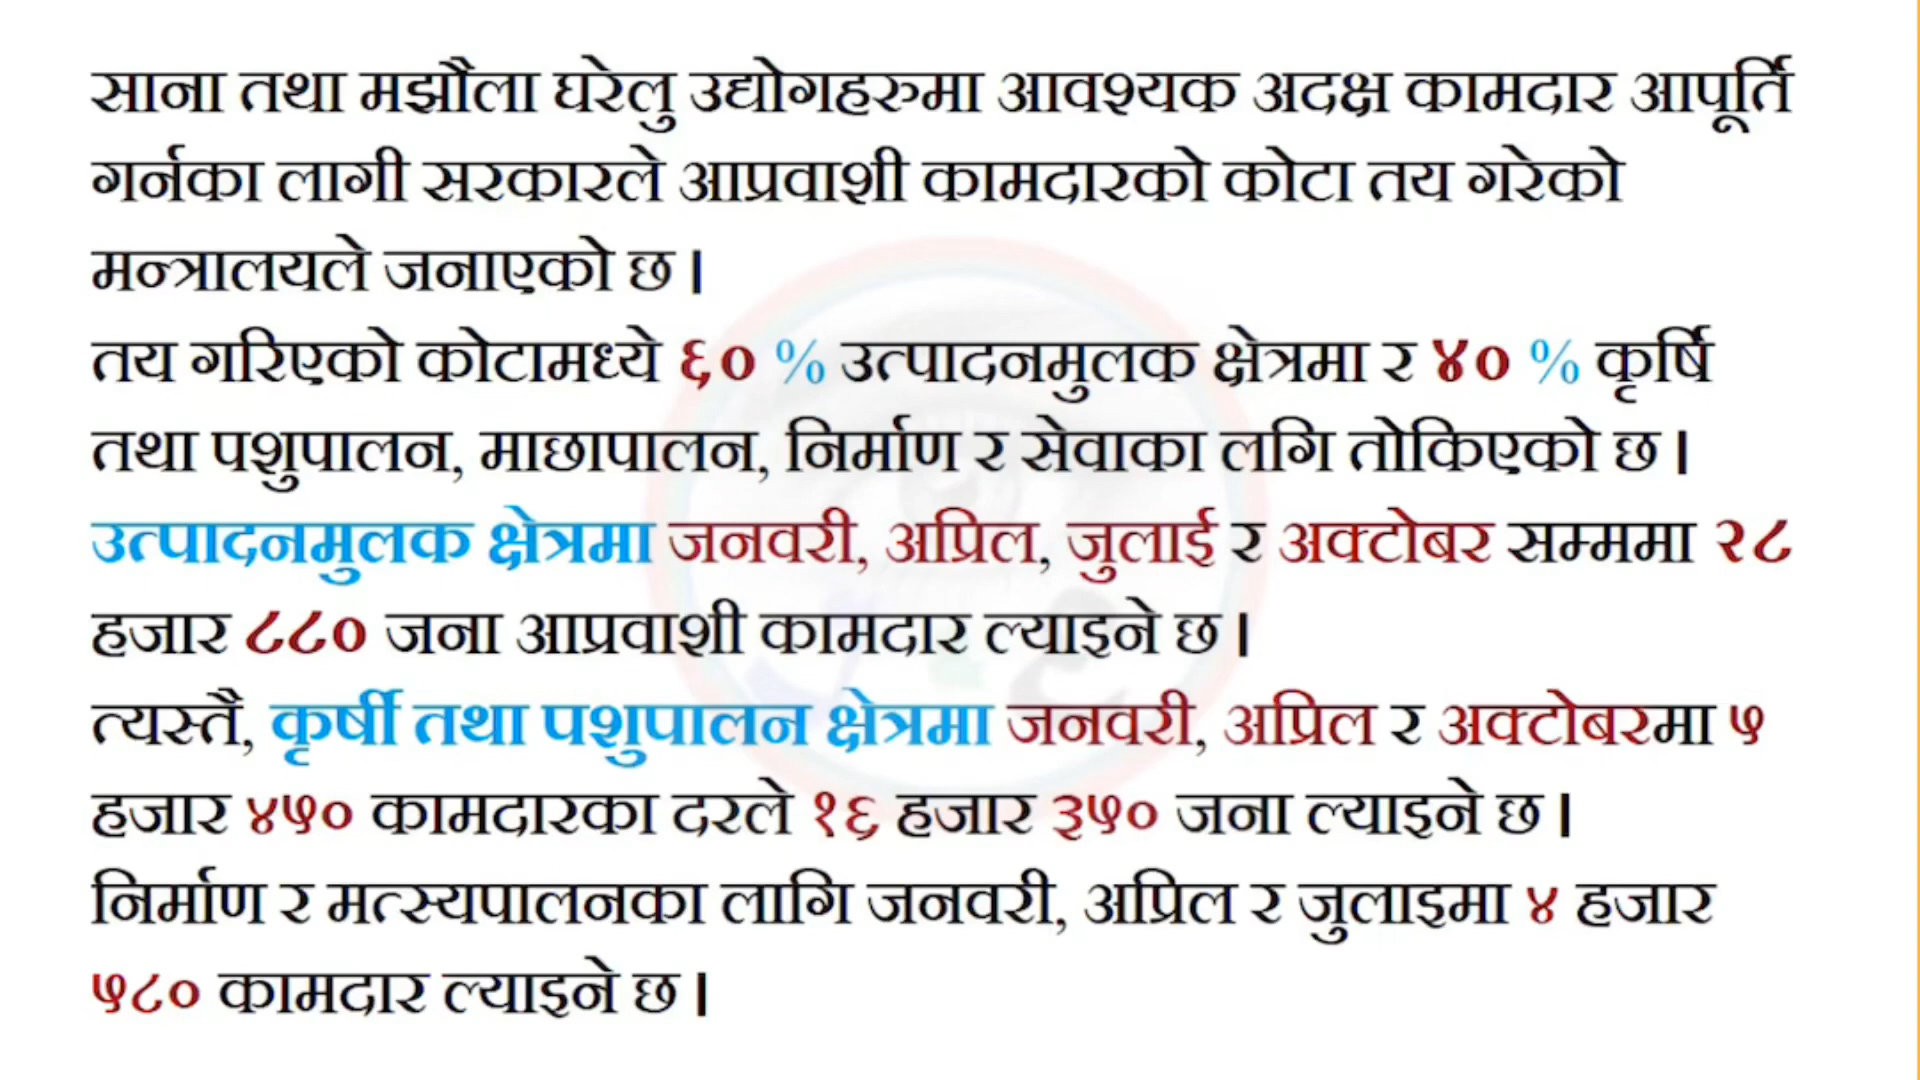 साना तथा मझौला घरेलु उद्योगहरुमा आवश्यक अदक्ष कामदार आपूर्ति
गर्नका लागी सरकारले आप्रवाशी कामदारको कोटा तय गरेको
मन्त्रालयले जनाएको छ ।
तय गरिएको कोटामध्ये ६० % उत्पादनमुलक क्षेत्रमा र ४० % कृर्षि
तथा पशुपालन, माछापालन, निर्माण र सेवाका लगि तोकिएको छ ।
उत्पादनमुलक क्षेत्रमा जनवरी, अप्रिल, जुलाई र अक्टोबर सम्ममा २८
हजार ८८० जना आप्रवाशी कामदार ल्याइने छ ।
त्यस्तै, कृर्षी तथा पशुपालन क्षेत्रमा जनवरी, अप्रिल र अक्टोबरमा ५
हजार ४५० कामदारका दरले १६ हजार ३५० जना ल्याइने छ ।
निर्माण र मत्स्यपालनका लागि जनवरी, अप्रिल र जुलाइमा ४ हजार
५८० कामदार ल्याइने छ ।